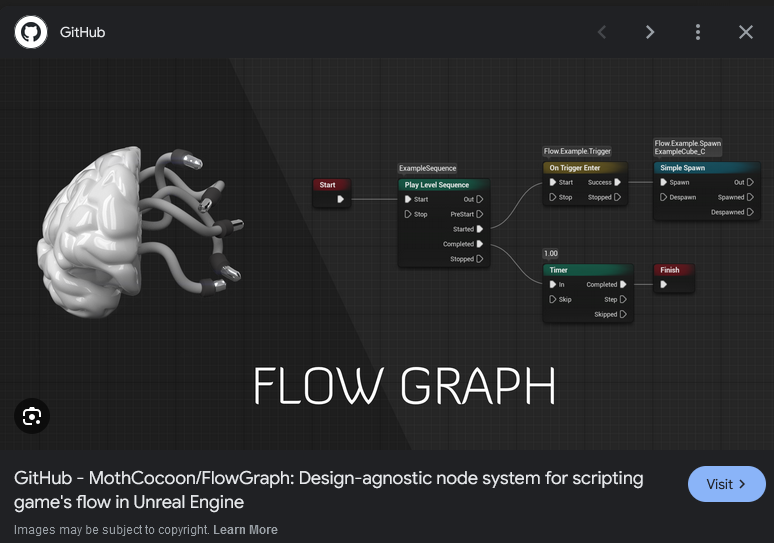 GitHub
Flow.Example.Trigger
Flow.Example.Spawn
ExampleCube_C
ExampleSequence
On Trigger Enter
Simple Spawn
Start
Play Level Sequence
Start Success
Spawn Out
Start Out
Stop Stopped
Despawn Spawned
Stop PreStart
Despawned
Started
Completed
1.00
Stopped
Timer
Finish
In Completed
Skip Step
Skipped
FLOW GRAPH
GitHub - MothCocoon/FlowGraph: Design-agnostic node system for scripting
game's flow in Unreal Engine
Visit
Images may be subject to copyright. Learn More